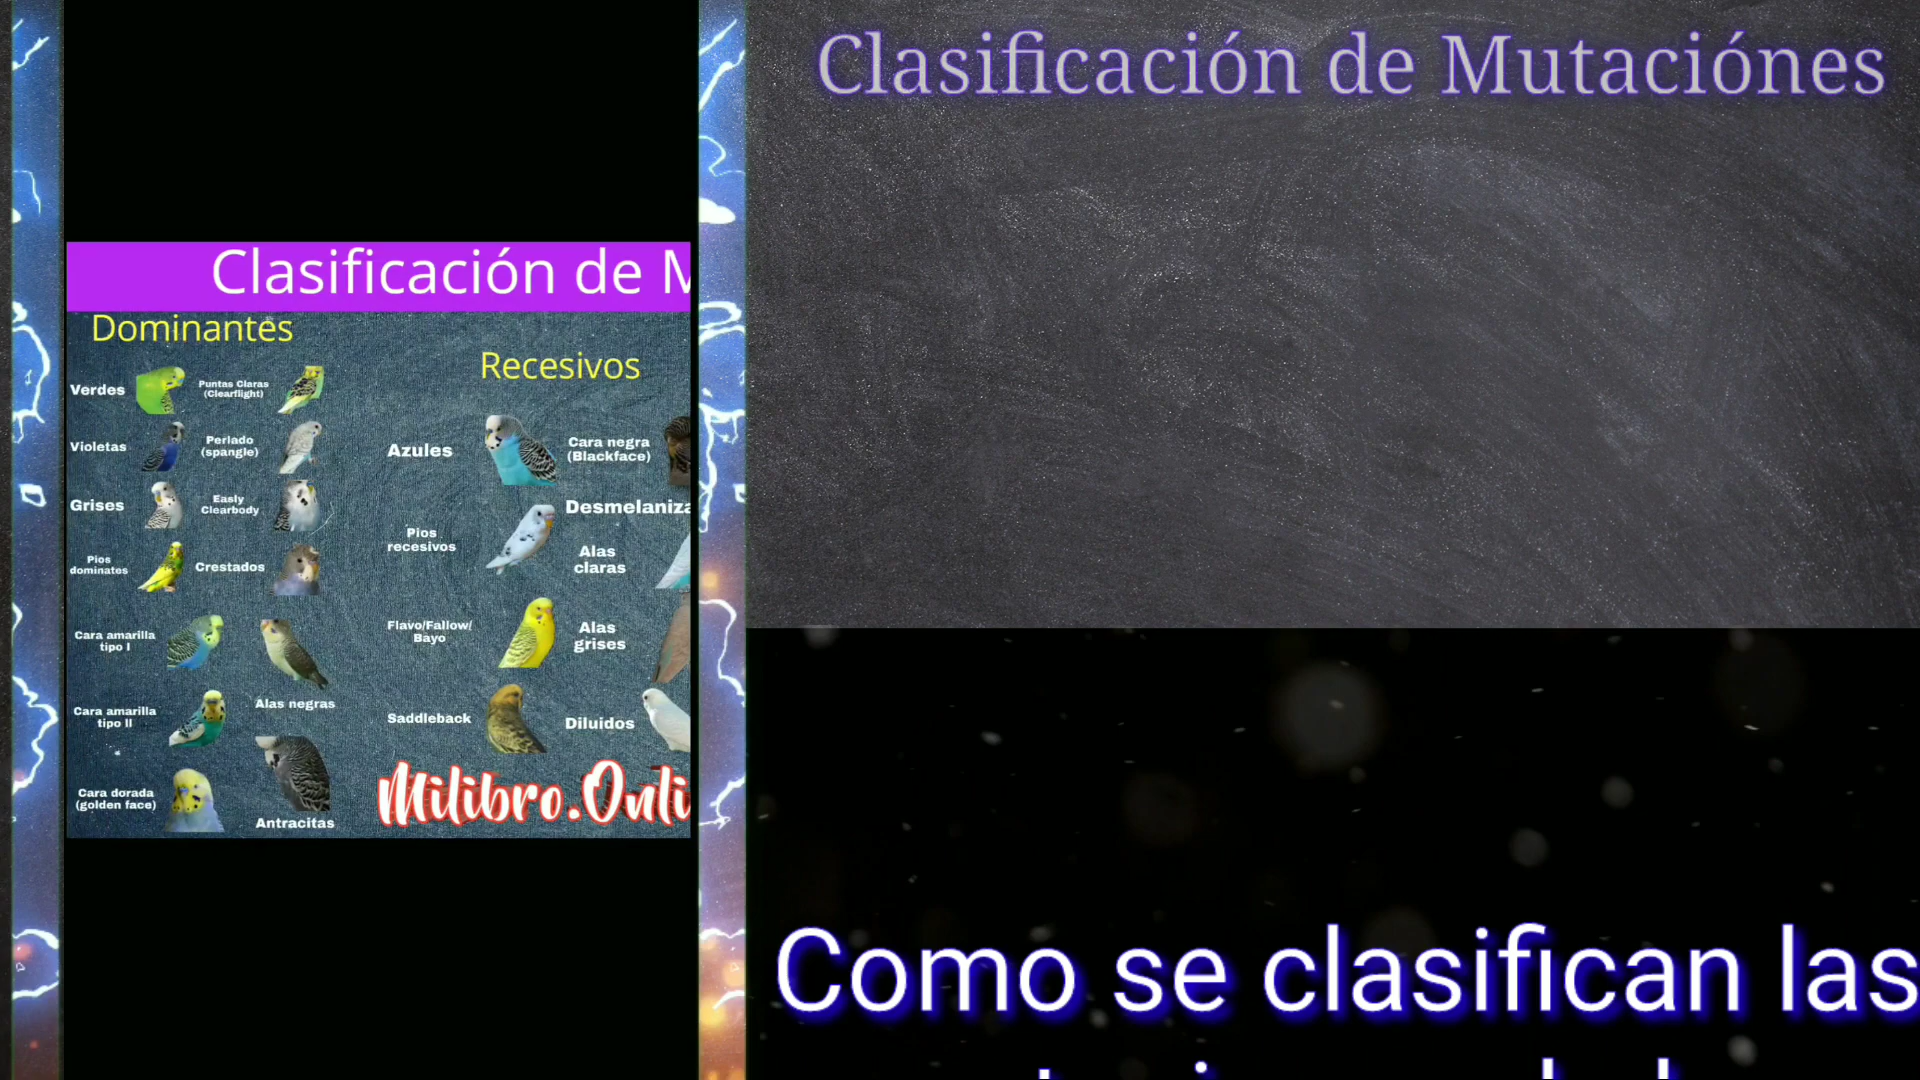 Clasificación de Mutaciónes
Clasificación de M
Dominantes
Recesivos
Verdes
Puntas Claras
(Clearflight)
Violetas
Perlado
(spangle)
Grises
Easly
Clearbody
Pios
dominates
Crestados
Cara amarilla
tipo I
Cara amarilla
tipo II
Alas negras
Cara dorada
(golden face)
Antracitas
Azules
Cara negra
(Blackface)
Desmelaniza
Pios
recesivos
Alas
claras
Flavo/Fallow/
Bayo
Alas
grises
Saddleback
Diluidos
Milibro.Onli
Como se clasifican las